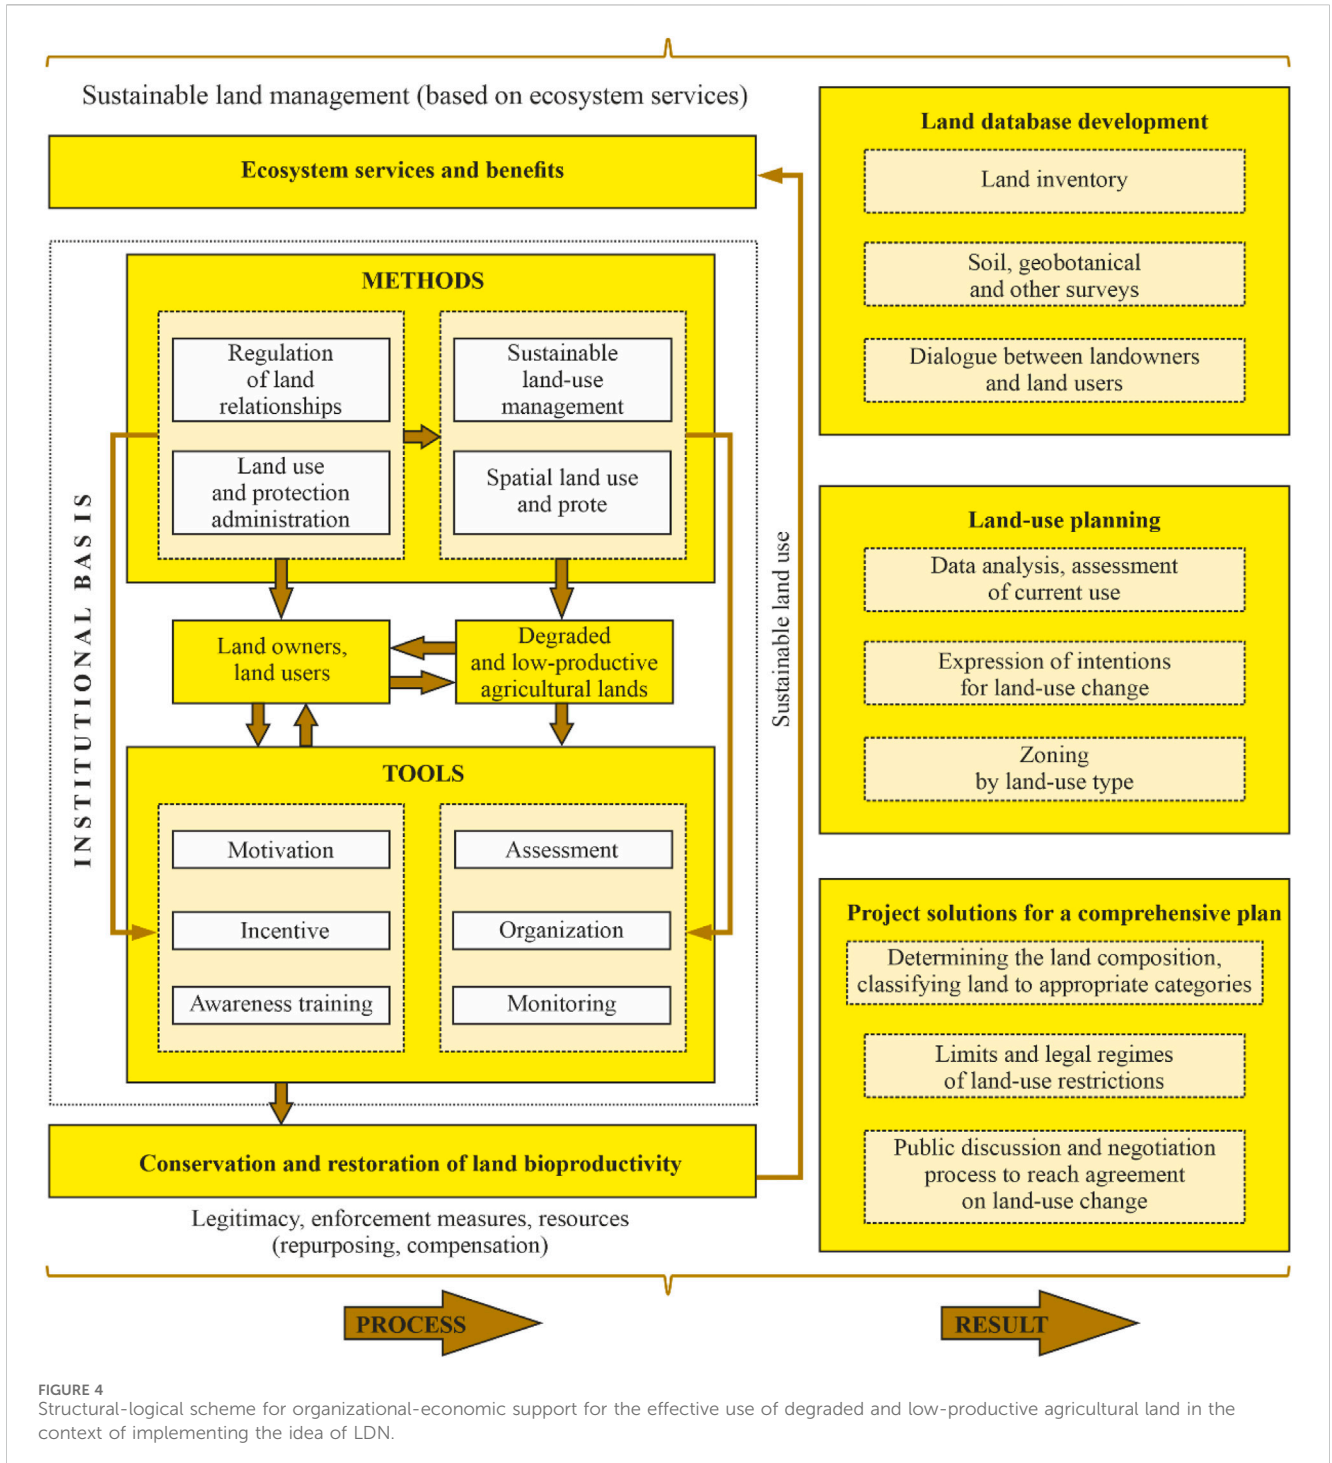 Sustainable land management (based on ecosystem services)
Ecosystem services and benefits
INSTITUTIONAL BASIS
METHODS
Regulation
of land
relationships
Land use
and protection
administration
Sustainable
land-use
management
Spatial land use
and prote
Land owners,
land users
Degraded
and low-productive
agricultural lands
TOOLS
Motivation
Incentive
Awareness training
Assessment
Organization
Monitoring
Conservation and restoration of land bioproductivity
Legitimacy, enforcement measures, resources
(repurposing, compensation)
Sustainable land use
Land database development
Land inventory
Soil, geobotanical
and other surveys
Dialogue between landowners
and land users
Land-use planning
Data analysis, assessment
of current use
Expression of intentions
for land-use change
Zoning
by land-use type
Project solutions for a comprehensive plan
Determining the land composition,
classifying land to appropriate categories
Limits and legal regimes
of land-use restrictions
Public discussion and negotiation
process to reach agreement
on land-use change
PROCESS
RESULT
FIGURE 4
Structural-logical scheme for organizational-economic support for the effective use of degraded and low-productive agricultural land in the
context of implementing the idea of LDN.